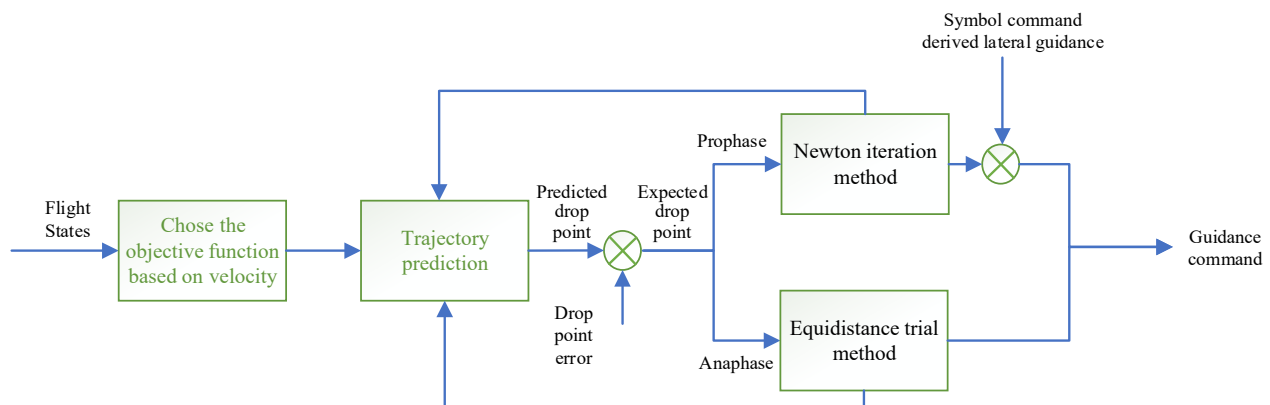 Symbol command
derived lateral guidance
Prophase
Newton iteration
method
Flight
States
Chose the
objective function
based on velocity
Trajectory
prediction
Predicted
drop
point
Expected
drop
point
Guidance
command
Drop
point
error
Equidistance trial
method
Anaphase